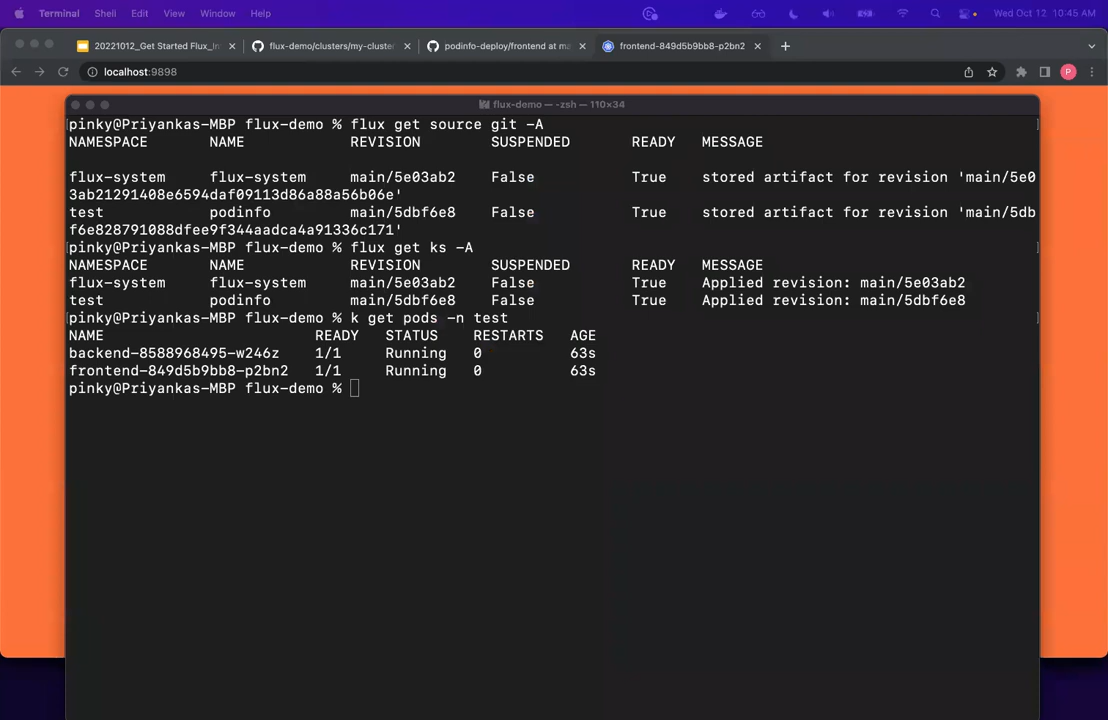 Terminal Shell Edit View Window Help Wed Oct 12 10:45 AM
20221012_Get Started Flux_In flux-demo/clusters/my-cluste podinfo-deploy/frontend at ma frontend-849d5b9bb8-p2bn2
localhost:9898 P
flux-demo — -zsh — 110×34
pinky@Priyankas-MBP flux-demo % flux get source git -A
NAMESPACE NAME REVISION SUSPENDED READY MESSAGE
flux-system flux-system main/5e03ab2 False True stored artifact for revision 'main/5e0
3ab21291408e6594daf09113d86a88a56b06e'
test podinfo main/5dbf6e8 False True stored artifact for revision 'main/5db
f6e828791088dfee9f344aadca4a91336c171'
pinky@Priyankas-MBP flux-demo % flux get ks -A
NAMESPACE NAME REVISION SUSPENDED READY MESSAGE
flux-system flux-system main/5e03ab2 False True Applied revision: main/5e03ab2
test podinfo main/5dbf6e8 False True Applied revision: main/5dbf6e8
pinky@Priyankas-MBP flux-demo % k get pods -n test
NAME READY STATUS RESTARTS AGE
backend-8588968495-w246z 1/1 Running 0 63s
frontend-849d5b9bb8-p2bn2 1/1 Running 0 63s
pinky@Priyankas-MBP flux-demo %